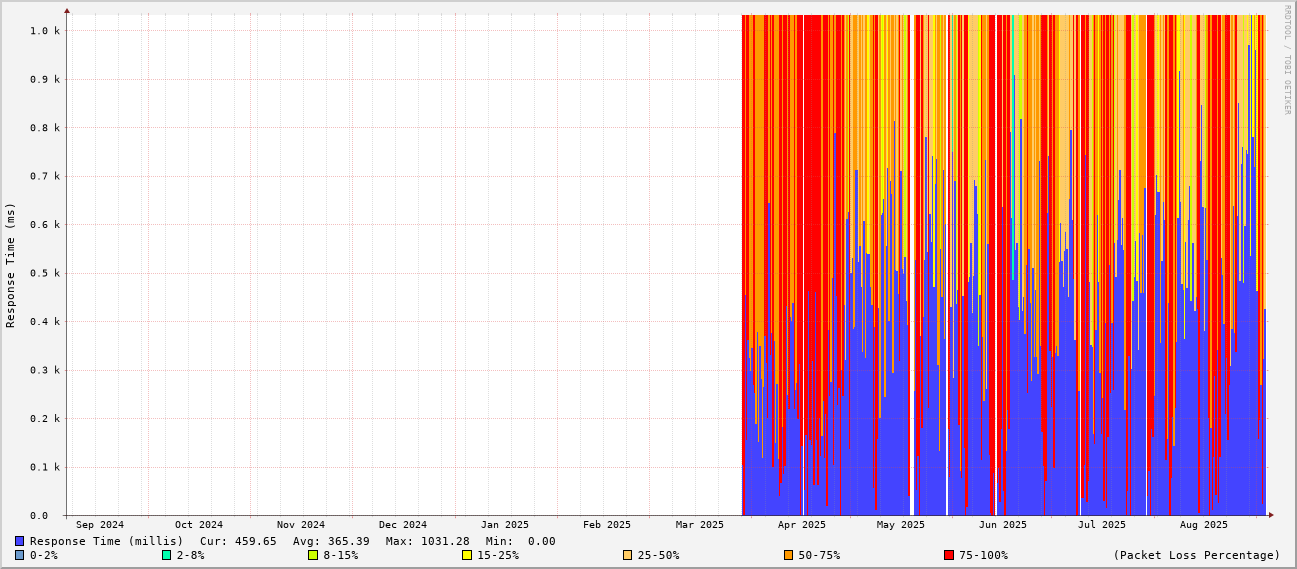 RRDTOOL / TOBI OETIKER
Response Time (ms)
1.0 k
0.9 k
0.8 k
0.7 k
0.6 k
0.5 k
0.4 k
0.3 k
0.2 k
0.1 k
0.0
Sep 2024 Oct 2024 Nov 2024 Dec 2024 Jan 2025 Feb 2025 Mar 2025 Apr 2025 May 2025 Jun 2025 Jul 2025 Aug 2025
Response Time (millis) Cur: 459.65 Avg: 365.39 Max: 1031.28 Min: 0.00
0-2% 2-8% 8-15% 15-25% 25-50% 50-75% 75-100% (Packet Loss Percentage)